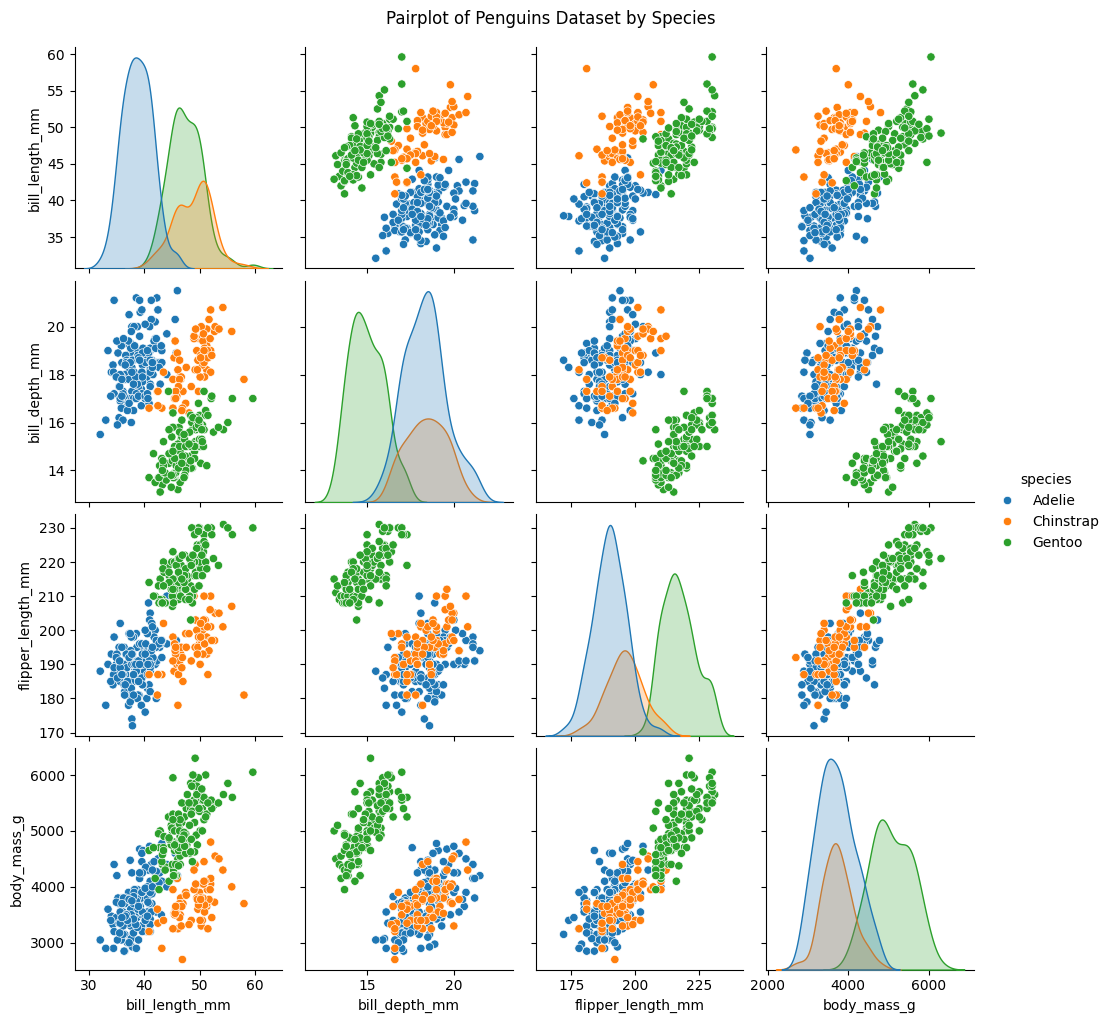 Pairplot of Penguins Dataset by Species
60
55
50
45
40
35
bill_length_mm
20
18
16
14
bill_depth_mm
species
Adelie
Chinstrap
Gentoo
230
220
210
200
190
180
170
flipper_length_mm
6000
5000
4000
3000
body_mass_g
30 40 50 60 15 20 175 200 225 2000 4000 6000
bill_length_mm bill_depth_mm flipper_length_mm body_mass_g